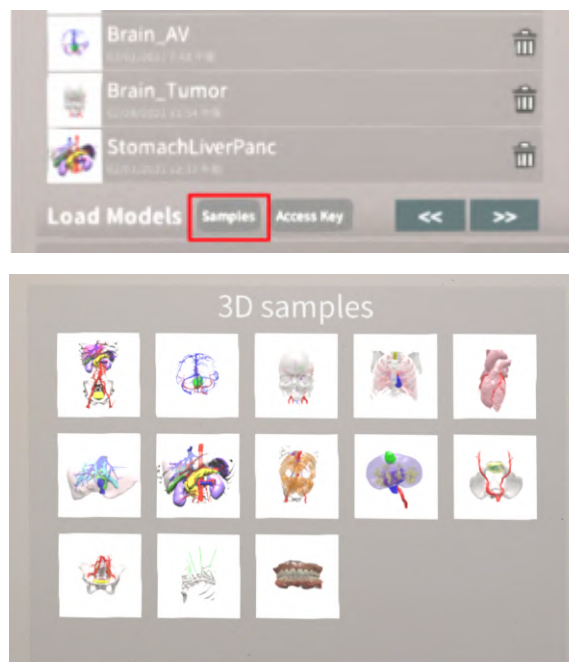 Brain_AV
Brain_Tumor
StomachLiverPanc
Load Models Samples Access Key << >>
3D samples